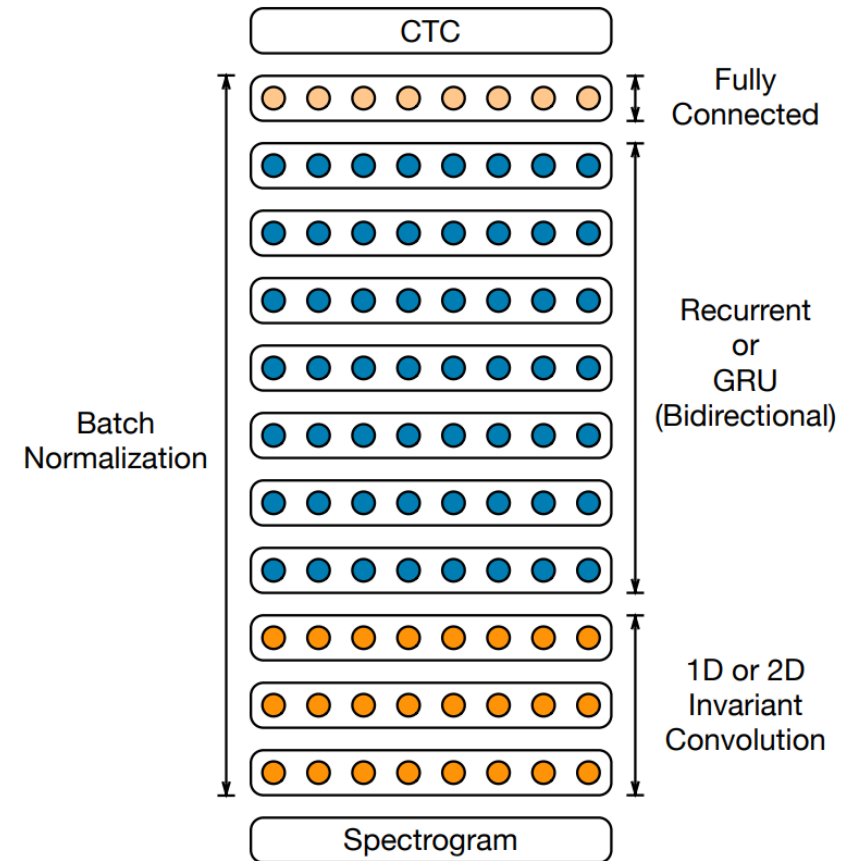 CTC
Fully
Connected
Recurrent
or
GRU
(Bidirectional)
Batch
Normalization
1D or 2D
Invariant
Convolution
Spectrogram